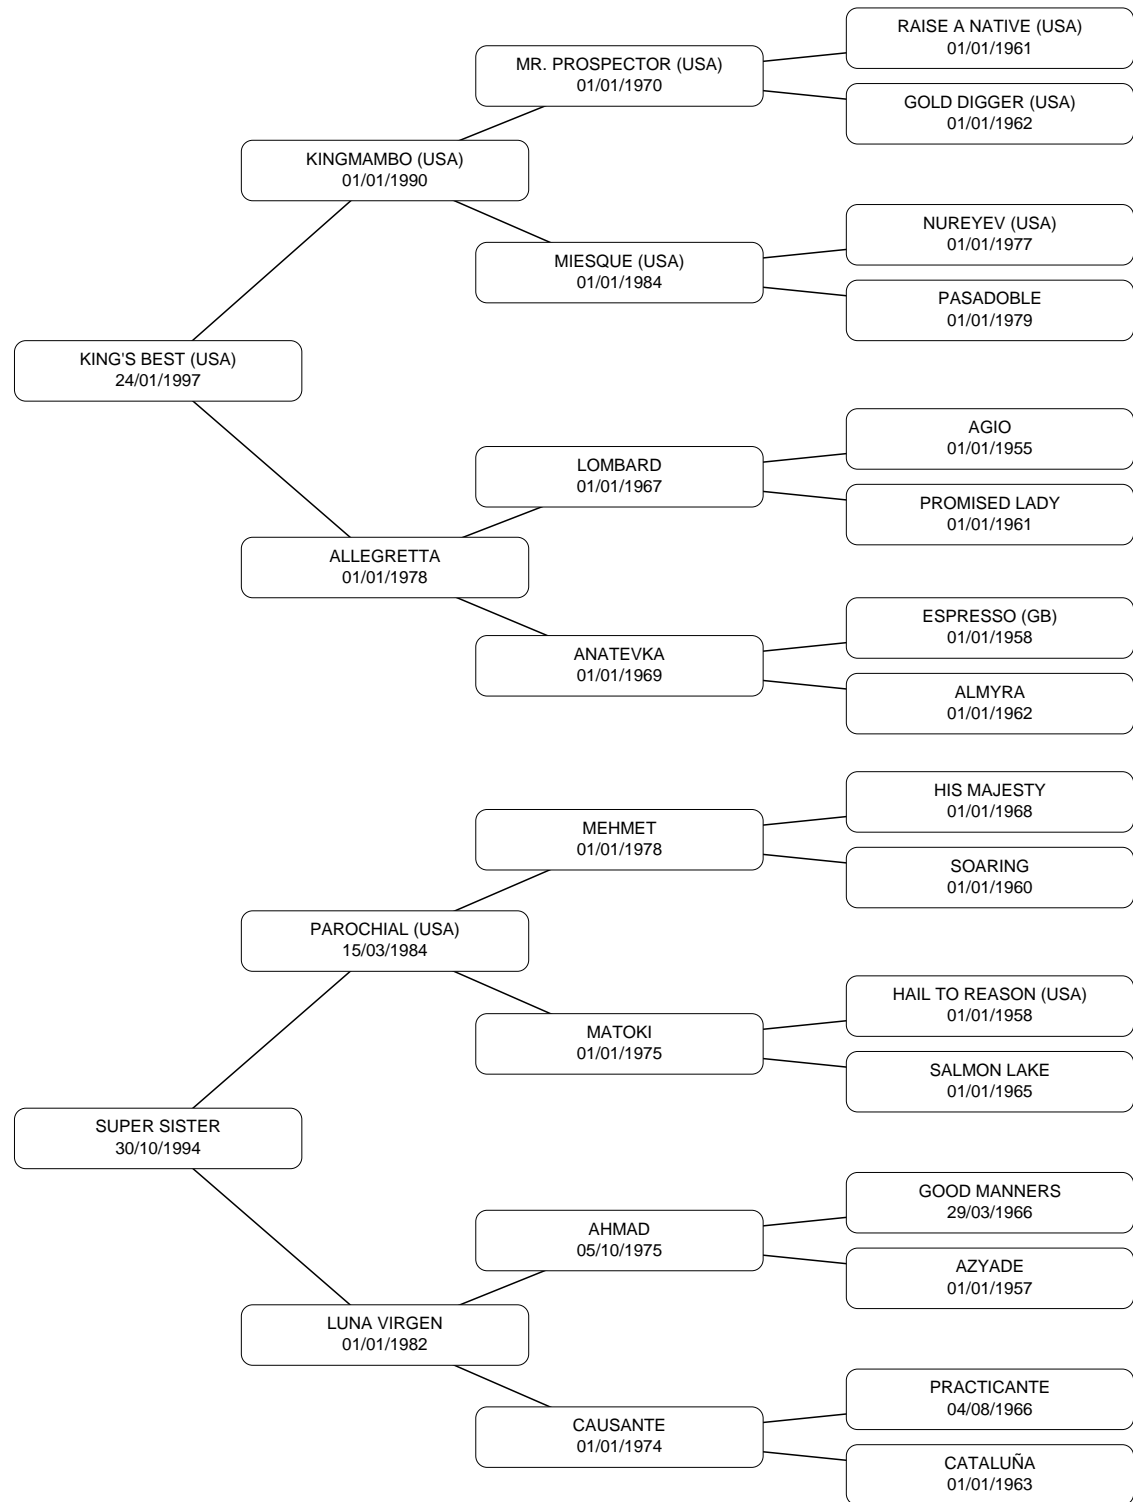 RAISE A NATIVE (USA)
01/01/1961
MR. PROSPECTOR (USA)
01/01/1970
GOLD DIGGER (USA)
01/01/1962
KINGMAMBO (USA)
01/01/1990
NUREYEV (USA)
01/01/1977
MIESQUE (USA)
01/01/1984
PASADOBLE
01/01/1979
KING'S BEST (USA)
24/01/1997
AGIO
01/01/1955
LOMBARD
01/01/1967
PROMISED LADY
01/01/1961
ALLEGRETTA
01/01/1978
ESPRESSO (GB)
01/01/1958
ANATEVKA
01/01/1969
ALMYRA
01/01/1962
HIS MAJESTY
01/01/1968
MEHMET
01/01/1978
SOARING
01/01/1960
PAROCHIAL (USA)
15/03/1984
HAIL TO REASON (USA)
01/01/1958
MATOKI
01/01/1975
SALMON LAKE
01/01/1965
SUPER SISTER
30/10/1994
GOOD MANNERS
29/03/1966
AHMAD
05/10/1975
AZYADE
01/01/1957
LUNA VIRGEN
01/01/1982
PRACTICANTE
04/08/1966
CAUSANTE
01/01/1974
CATALUÑA
01/01/1963